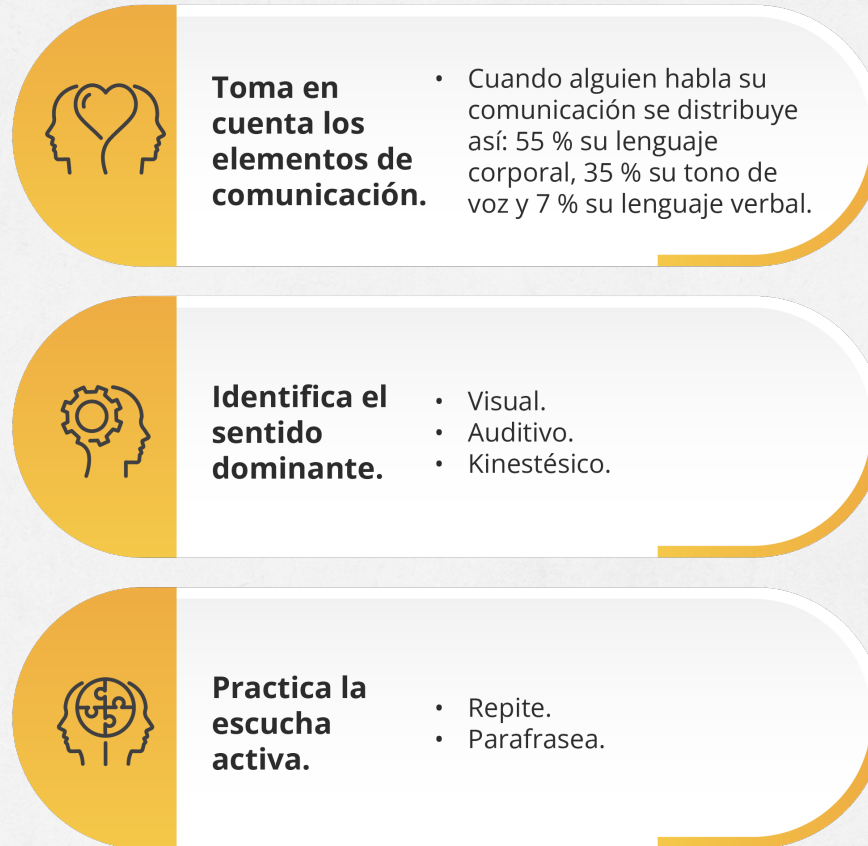 Toma en
cuenta los
elementos de
comunicación.
• Cuando alguien habla su
comunicación se distribuye
así: 55 % su lenguaje
corporal, 35 % su tono de
voz y 7 % su lenguaje verbal.
Identifica el
sentido
dominante.
• Visual.
• Auditivo.
• Kinestésico.
Practica la
escucha
activa.
• Repite.
• Parafrasea.